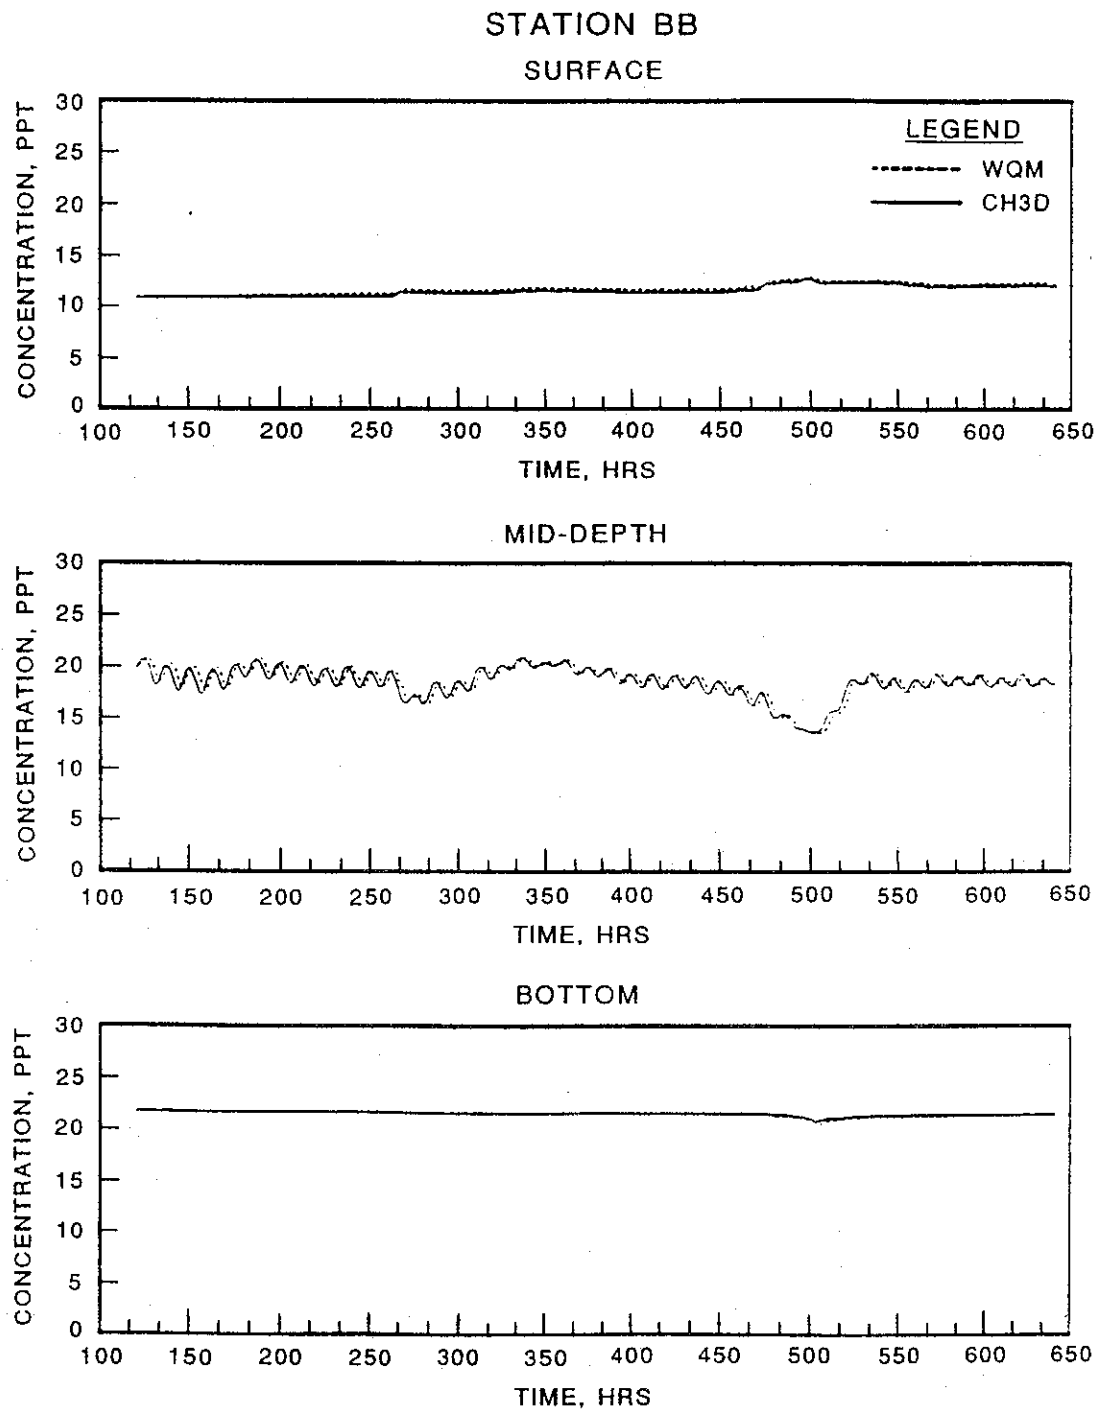 STATION BB
SURFACE
CONCENTRATION, PPT
30
25
20
15
10
5
0
LEGEND
WQM
CH3D
100 150 200 250 300 350 400 450 500 550 600 650
TIME, HRS
MID-DEPTH
CONCENTRATION, PPT
30
25
20
15
10
5
0
100 150 200 250 300 350 400 450 500 550 600 650
TIME, HRS
BOTTOM
CONCENTRATION, PPT
30
25
20
15
10
5
0
100 150 200 250 300 350 400 450 500 550 600 650
TIME, HRS